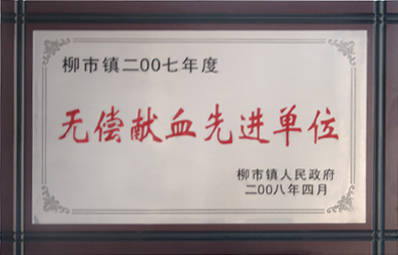 柳市镇二00七年度
无偿献血先进单位
柳市镇人民政府
二00八年四月